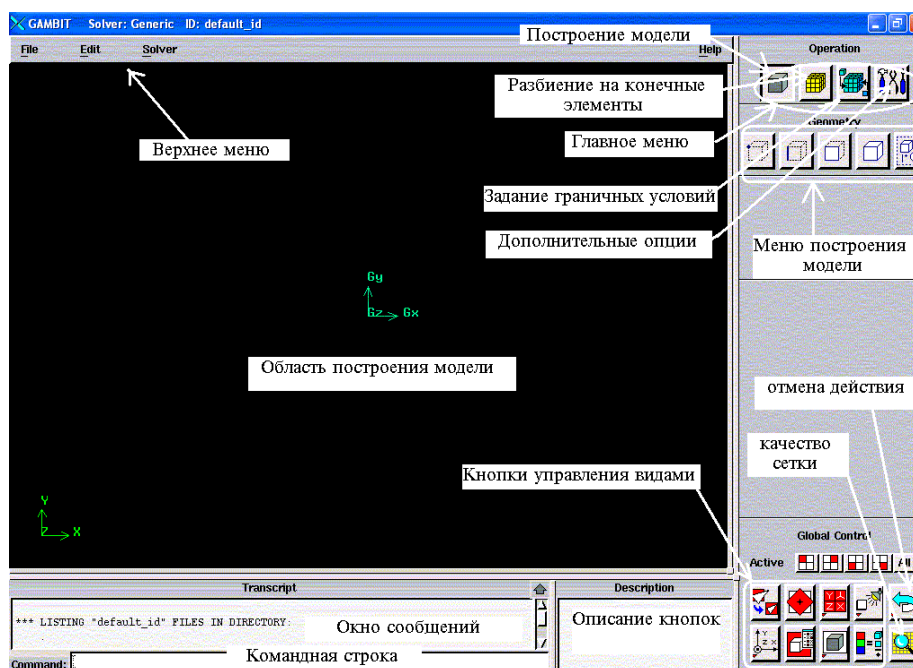 GAMBIT Solver: Generic ID: default_id
File Edit Solver Help
Operation
Построение модели
Разбиение на конечные
элементы
Главное меню
Geometry
Верхнее меню
Задание граничных условий
Дополнительные опции
Меню построения
модели
Gy
Gz Gx
Область построения модели
отмена действия
качество
сетки
Кнопки управления видами
Y
Z X
Global Control
Active All
Transcript
Description
*** LISTING "default_id" FILES IN DIRECTORY:
Окно сообщений
Описание кнопок
Command:
Командная строка